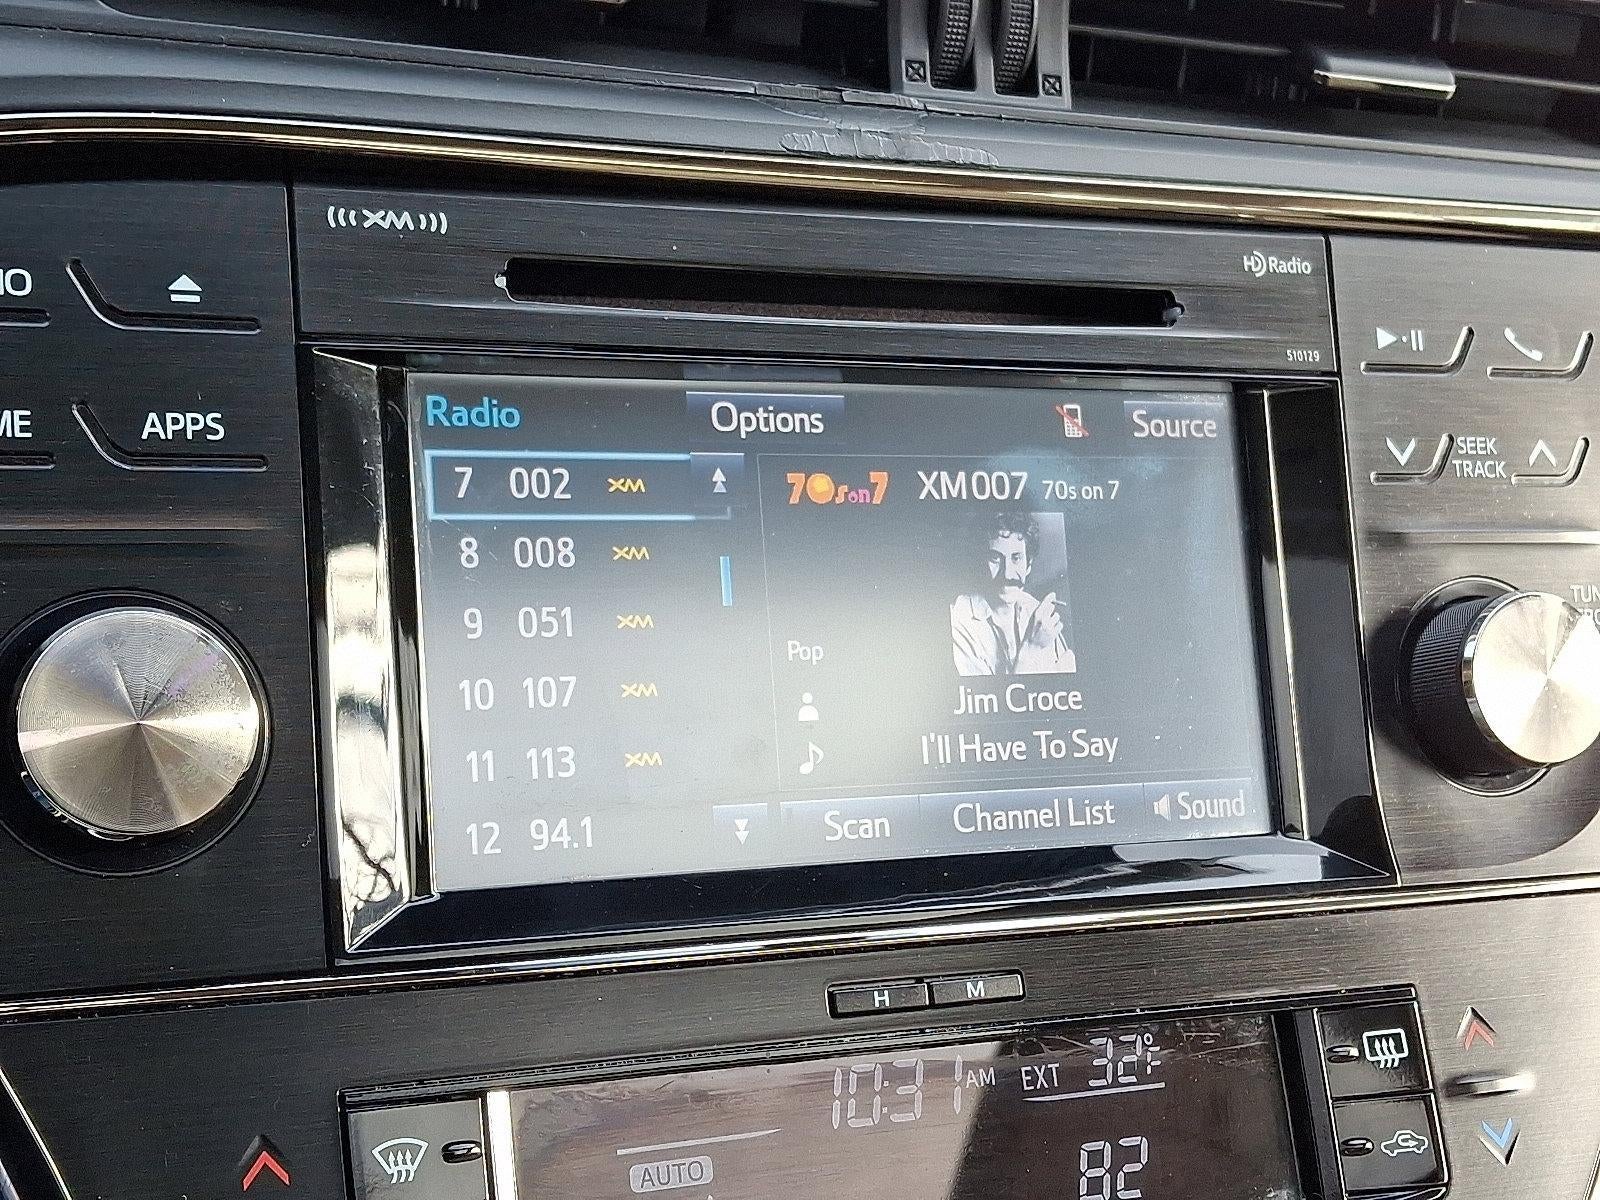 (((XM)))
HD Radio
510129
APPS
SEEK
TRACK
Radio
Options
Source
7 002 XM
8 008 XM
9 051 XM
10 107 XM
11 113 XM
12 94.1
70s on 7 XM007 70s on 7
Pop
Jim Croce
I'll Have To Say
Scan
Channel List
Sound
H M
10:31 AM EXT 32°F
AUTO
82